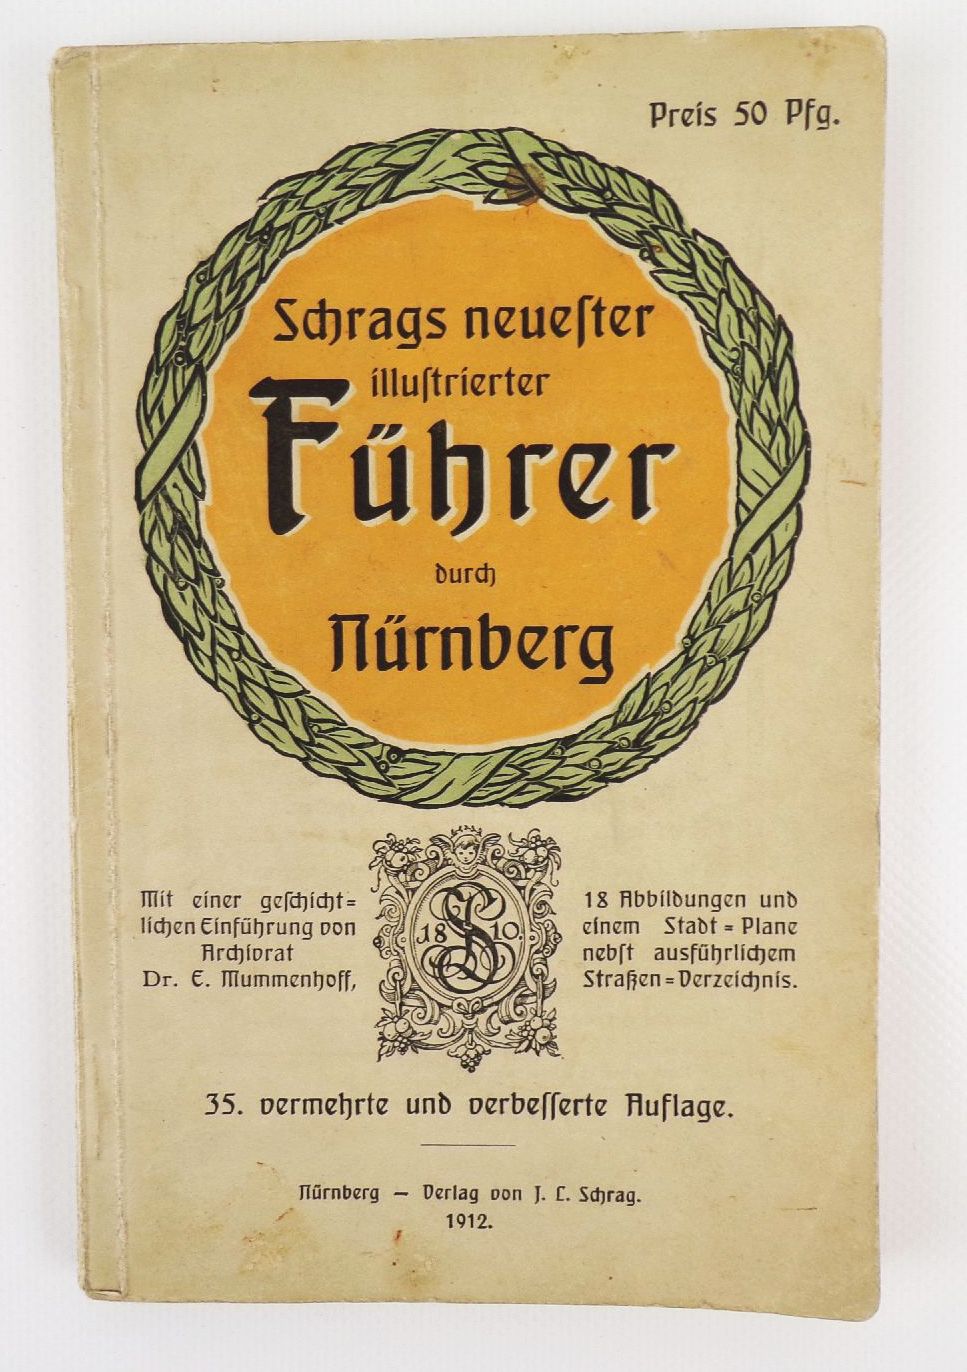 Preis 50 Pfg.
Schrags neueſter
illuſtrierter
Führer
durch
Nürnberg
Mit einer geſchicht=
lichen Einführung von
Archivrat
Dr. E. Mummenhoff,
18 10.
18 Abbildungen und
einem Stadt=Plane
nebſt ausführlichem
Straßen=Verzeichnis.
35. vermehrte und verbeſſerte Auflage.
Nürnberg — Verlag von J. L. Schrag.
1912.